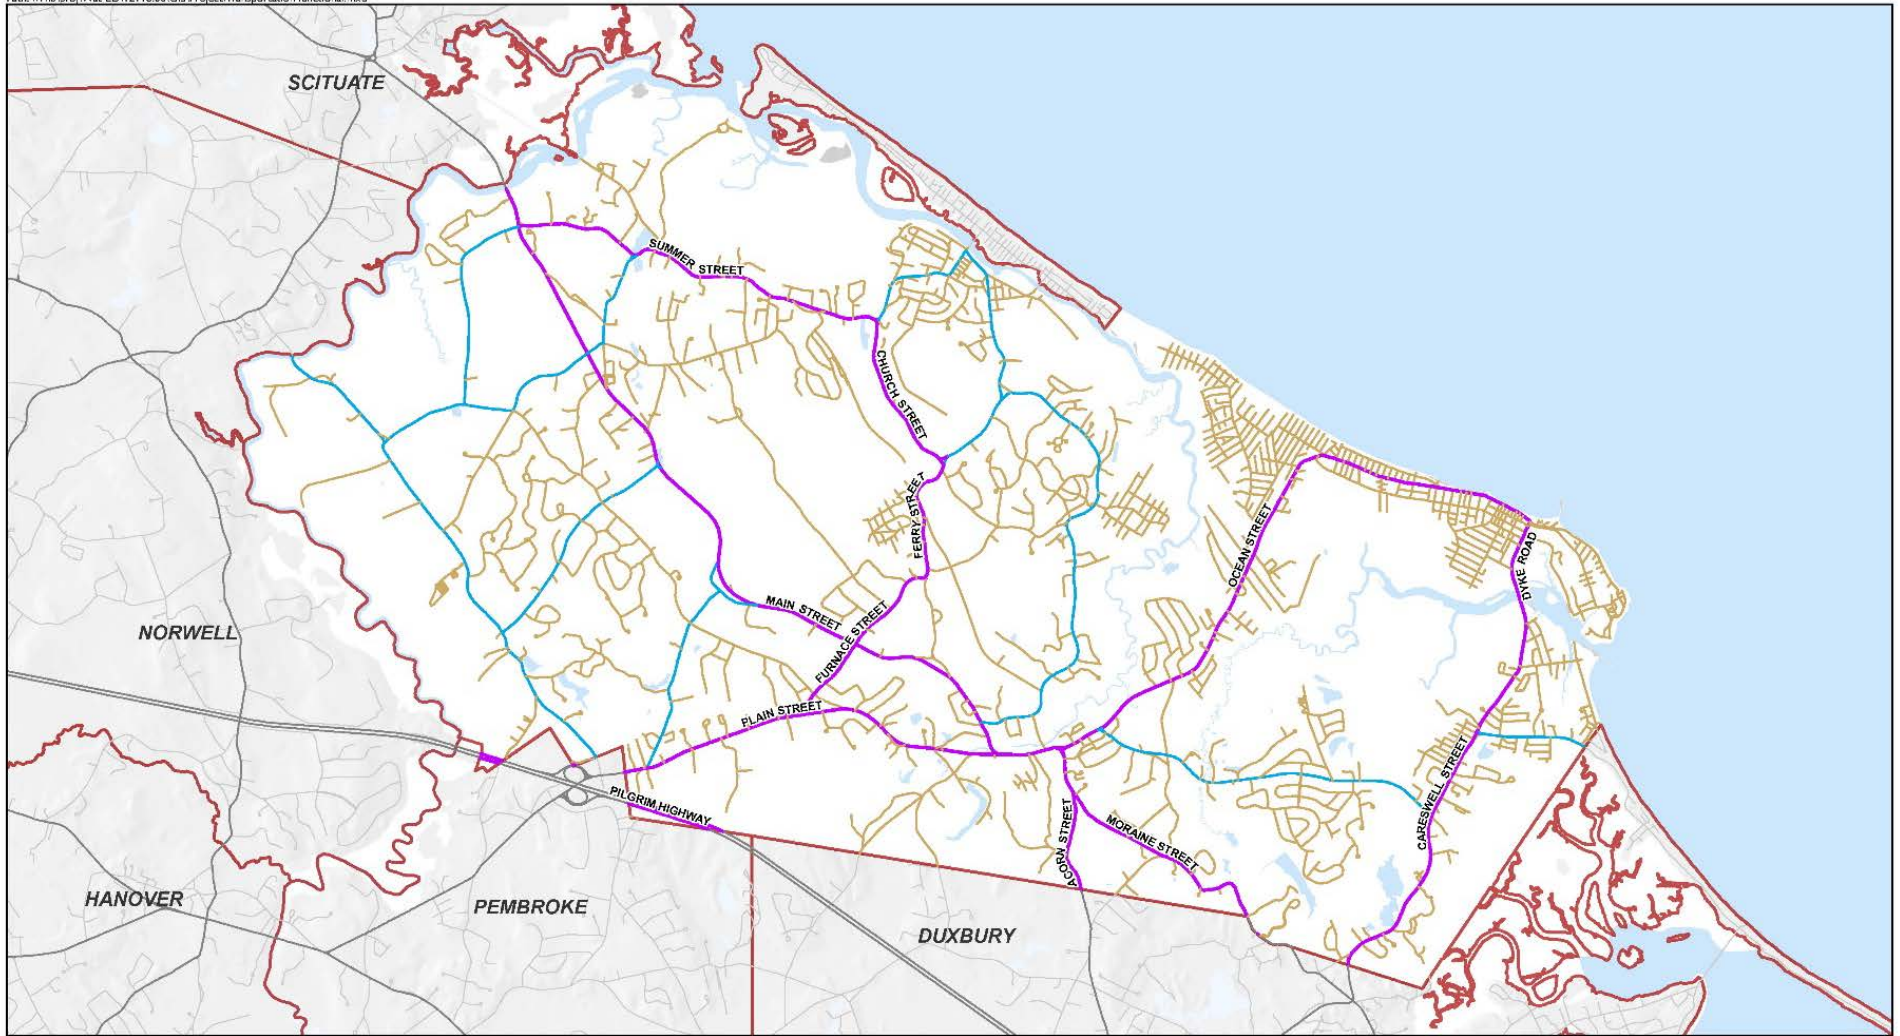 SCITUATE
SUMMER STREET
CHURCH STREET
FERRY STREET
OCEAN STREET
DYKE ROAD
MAIN STREET
FURNACE STREET
NORWELL
PLAIN STREET
CARESWELL STREET
PILGRIM HIGHWAY
ACORN STREET
MORAINE STREET
HANOVER
PEMBROKE
DUXBURY